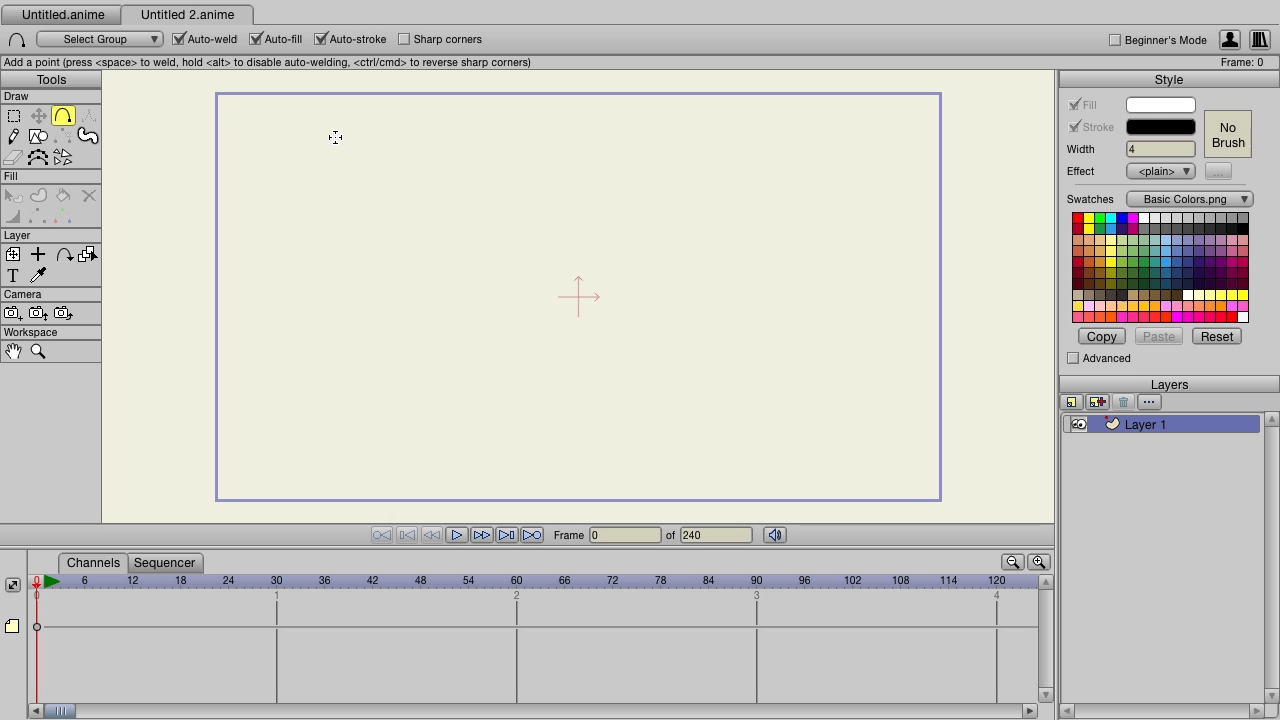 Untitled.anime
Untitled 2.anime
Select Group
Auto-weld
Auto-fill
Auto-stroke
Sharp corners
Beginner's Mode
Add a point (press <space> to weld, hold <alt> to disable auto-welding, <ctrl/cmd> to reverse sharp corners)
Frame: 0
Tools
Draw
Fill
Layer
T
Camera
Workspace
Style
Fill
Stroke
No Brush
Width
4
Effect
<plain>
...
Swatches
Basic Colors.png
Copy
Paste
Reset
Advanced
Layers
Layer 1
Frame
0
of
240
Channels
Sequencer
0 6 12 18 24 30 36 42 48 54 60 66 72 78 84 90 96 102 108 114 120
0 1 2 3 4